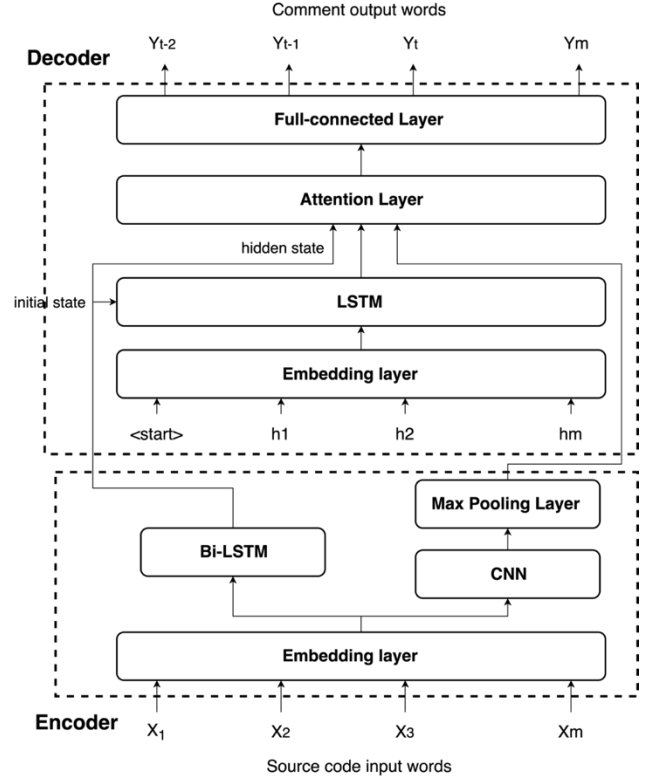 Comment output words
Yt-2 Yt-1 Yt Ym
Decoder
Full-connected Layer
Attention Layer
hidden state
initial state
LSTM
Embedding layer
<start> h1 h2 hm
Max Pooling Layer
Bi-LSTM
CNN
Embedding layer
Encoder
X1 X2 X3 Xm
Source code input words